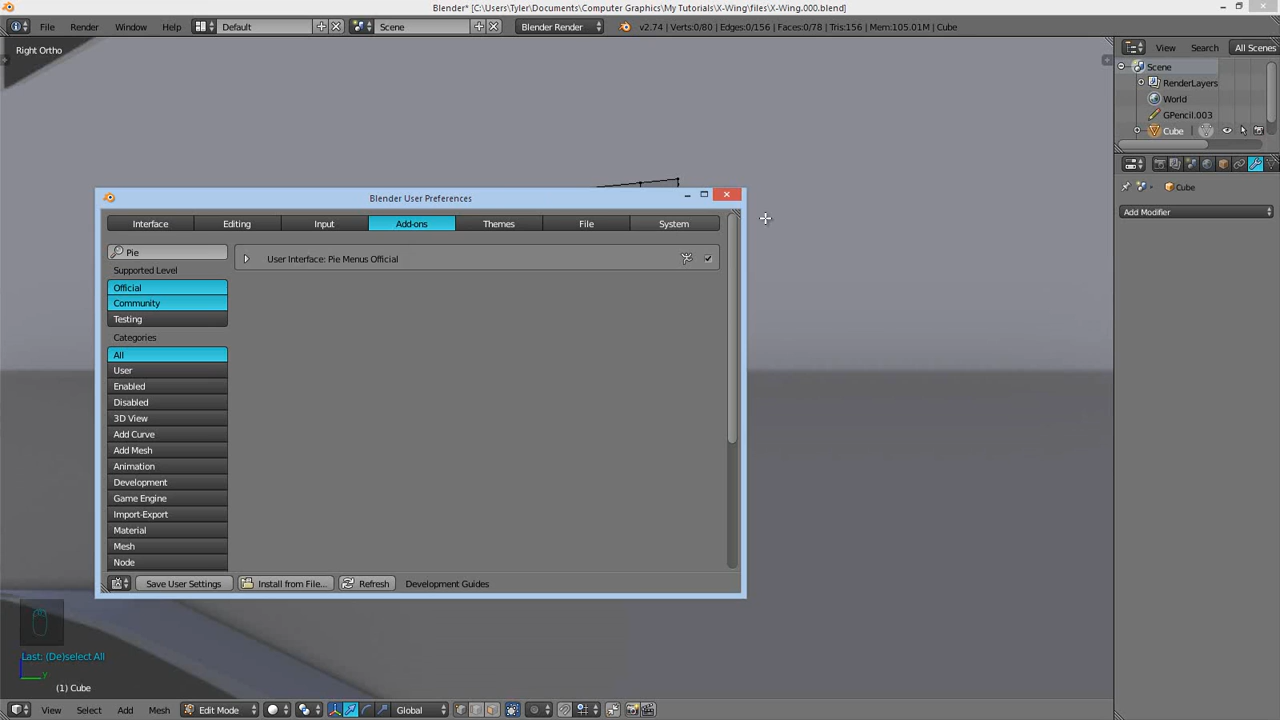 Blender* [C:\Users\Tyler\Documents\Computer Graphics\My Tutorials\X-Wing\files\X-Wing.000.blend]
File Render Window Help Default Scene Blender Render v2.74 | Verts:0/80 | Edges:0/156 | Faces:0/78 | Tris:156 | Mem:105.01M | Cube
Right Ortho
View Search All Scenes
Scene
RenderLayers
World
GPencil.003
Cube
Cube
Add Modifier
Blender User Preferences
Interface Editing Input Add-ons Themes File System
Pie
User Interface: Pie Menus Official
Supported Level
Official
Community
Testing
Categories
All
User
Enabled
Disabled
3D View
Add Curve
Add Mesh
Animation
Development
Game Engine
Import-Export
Material
Mesh
Node
Save User Settings Install from File... Refresh Development Guides
Last: (De)select All
Y
(1) Cube
View Select Add Mesh Edit Mode Global